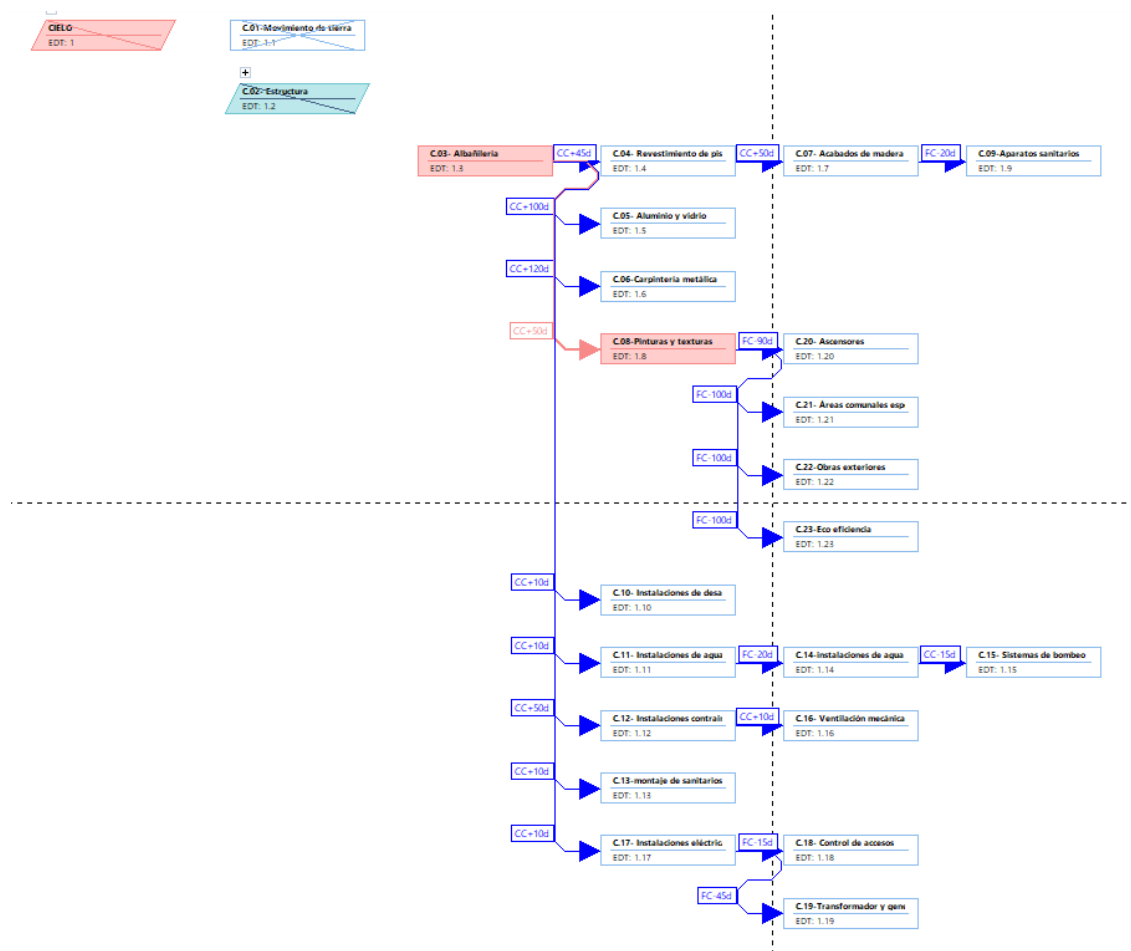 CIELO
EDT: 1
C.01-Movimiento de tierra
EDT: 1.1
C.02- Estructura
EDT: 1.2
C.03- Albañilería
EDT: 1.3
CC+45d
C.04- Revestimiento de pis
EDT: 1.4
CC+50d
C.07- Acabados de madera
EDT: 1.7
FC-20d
C.09-Aparatos sanitarios
EDT: 1.9
CC+100d
C.05- Aluminio y vidrio
EDT: 1.5
CC+120d
C.06-Carpintería metálica
EDT: 1.6
CC+50d
C.08-Pinturas y texturas
EDT: 1.8
FC-90d
C.20- Ascensores
EDT: 1.20
FC-100d
C.21- Áreas comunales esp
EDT: 1.21
FC-100d
C.22-Obras exteriores
EDT: 1.22
FC-100d
C.23-Eco eficiencia
EDT: 1.23
CC+10d
C.10- Instalaciones de desa
EDT: 1.10
CC+10d
C.11- Instalaciones de agua
EDT: 1.11
FC-20d
C.14-Instalaciones de agua
EDT: 1.14
CC-15d
C.15- Sistemas de bombeo
EDT: 1.15
CC+50d
C.12- Instalaciones contrain
EDT: 1.12
CC+10d
C.16- Ventilación mecánica
EDT: 1.16
CC+10d
C.13-montaje de sanitarios
EDT: 1.13
CC+10d
C.17- Instalaciones eléctric
EDT: 1.17
FC-15d
C.18- Control de accesos
EDT: 1.18
FC-45d
C.19-Transformador y gene
EDT: 1.19